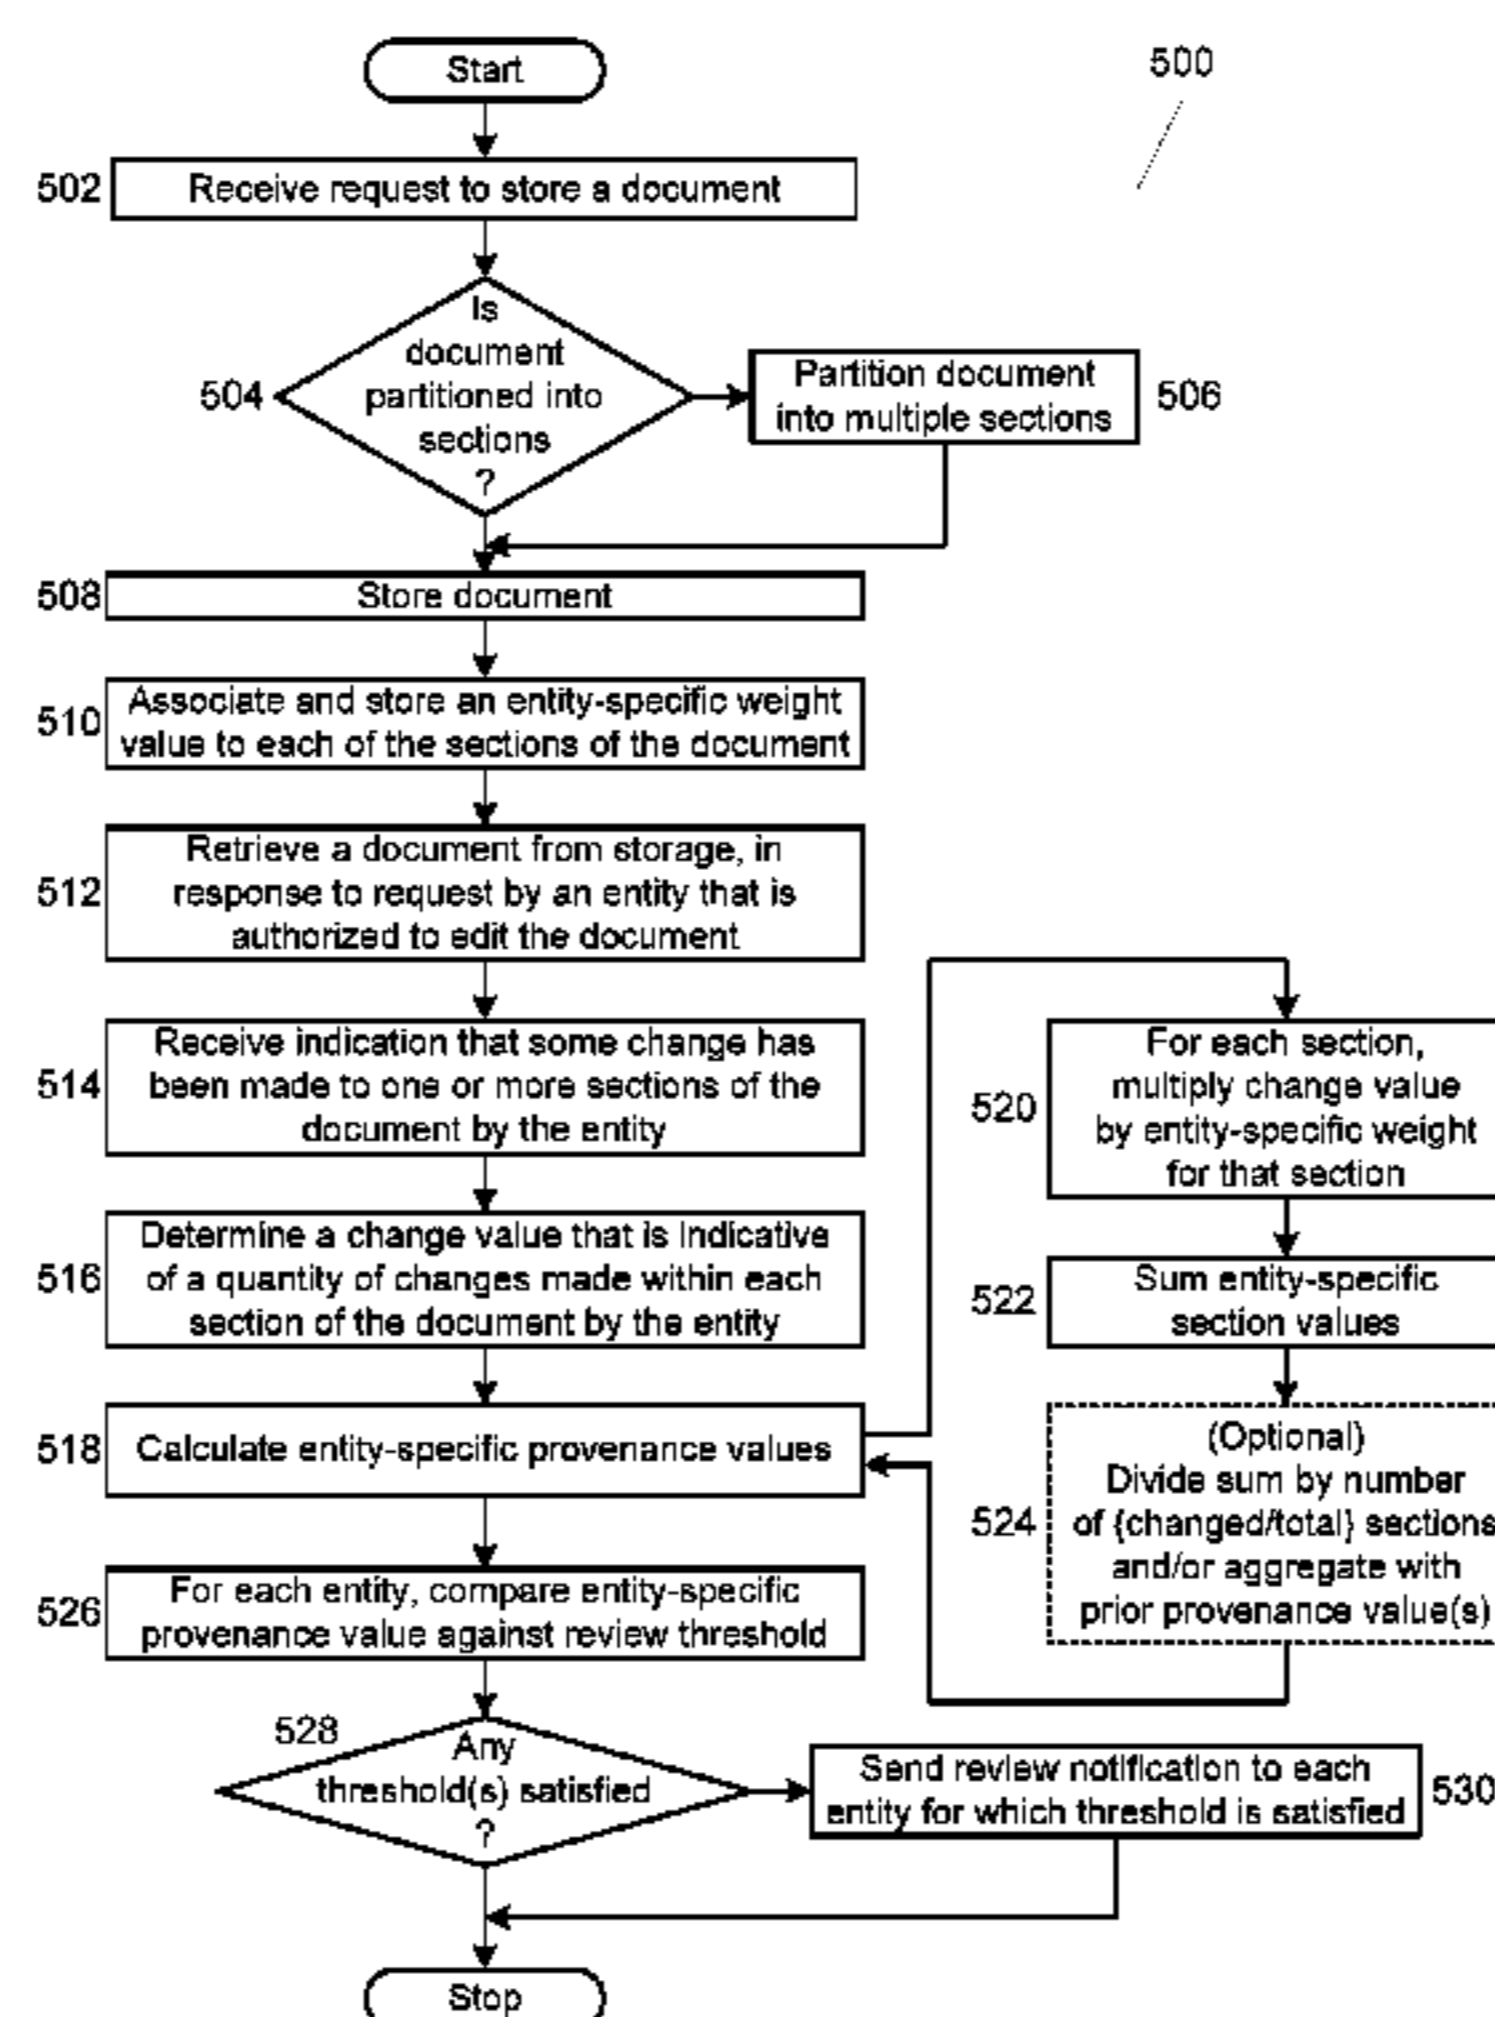 Start
500
502
Receive request to store a document
Is
document
partitioned into
sections
?
504
Partition document
into multiple sections
506
508
Store document
510
Associate and store an entity-specific weight
value to each of the sections of the document
512
Retrieve a document from storage, in
response to request by an entity that is
authorized to edit the document
514
Receive indication that some change has
been made to one or more sections of the
document by the entity
516
Determine a change value that is indicative
of a quantity of changes made within each
section of the document by the entity
518
Calculate entity-specific provenance values
520
For each section,
multiply change value
by entity-specific weight
for that section
522
Sum entity-specific
section values
524
(Optional)
Divide sum by number
of {changed/total} sections
and/or aggregate with
prior provenance value(s)
526
For each entity, compare entity-specific
provenance value against review threshold
528
Any
threshold(s) satisfied
?
Send review notification to each
entity for which threshold is satisfied
530
Stop